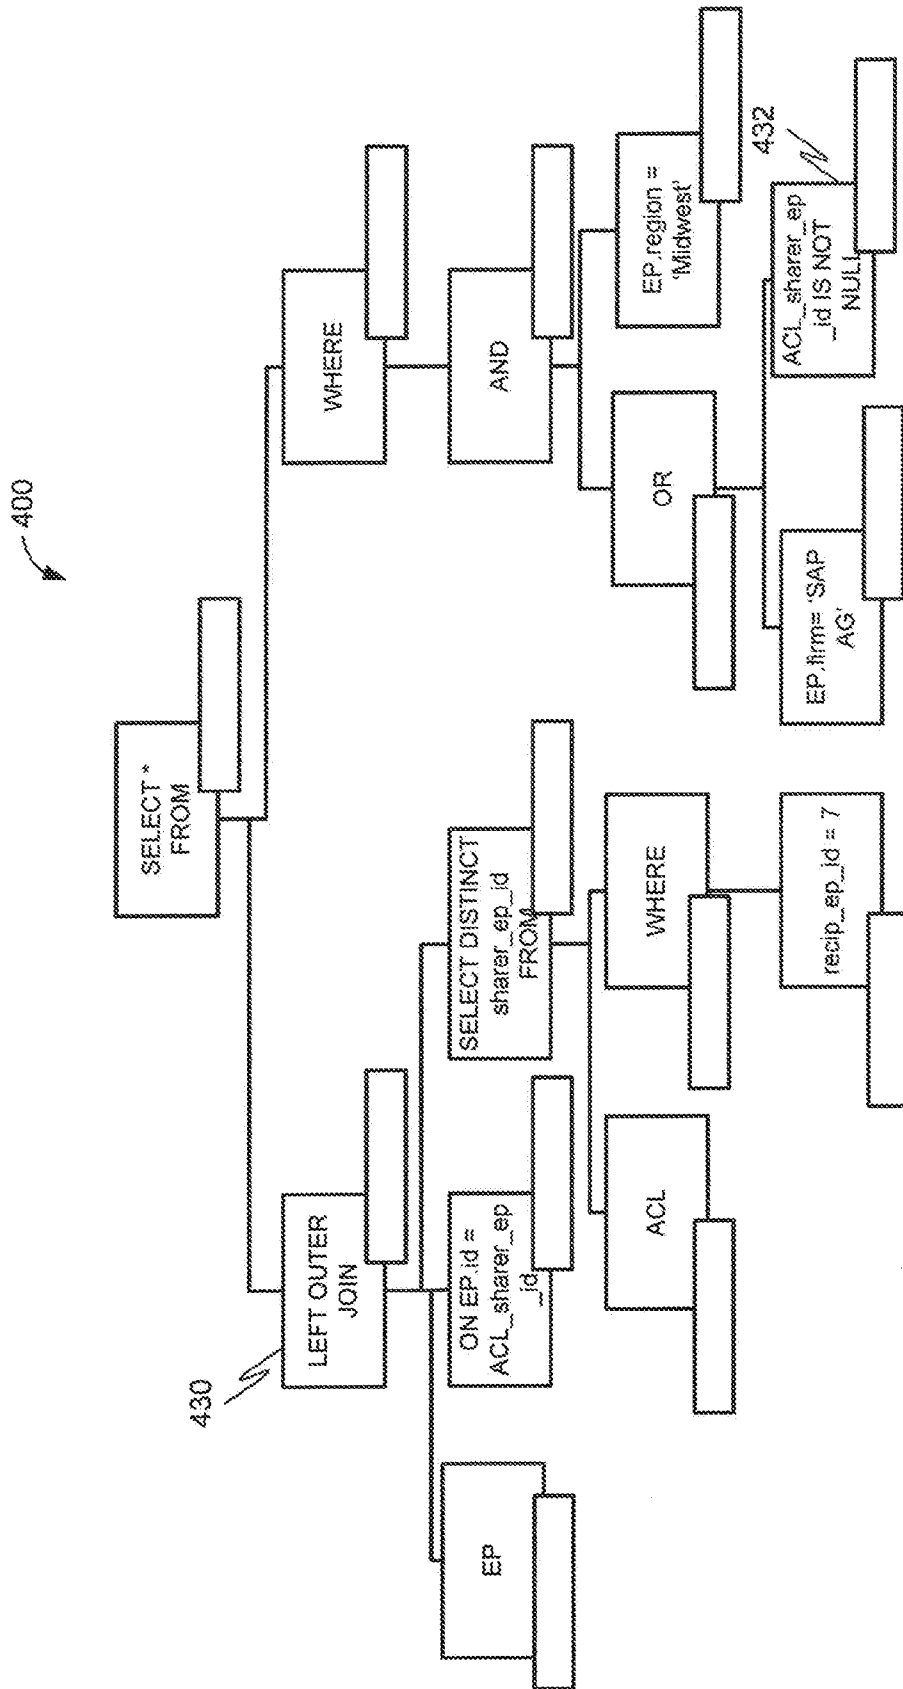 400
SELECT *
FROM
430
LEFT OUTER
JOIN
WHERE
EP
ON EP.id =
ACL_sharer_ep
_id
SELECT DISTINCT
sharer_ep_id
FROM
AND
ACL
WHERE
OR
EP.region =
'Midwest'
recip_ep_id = 7
EP.firm= 'SAP
AG'
ACL_sharer_ep
_id IS NOT
NULL
432